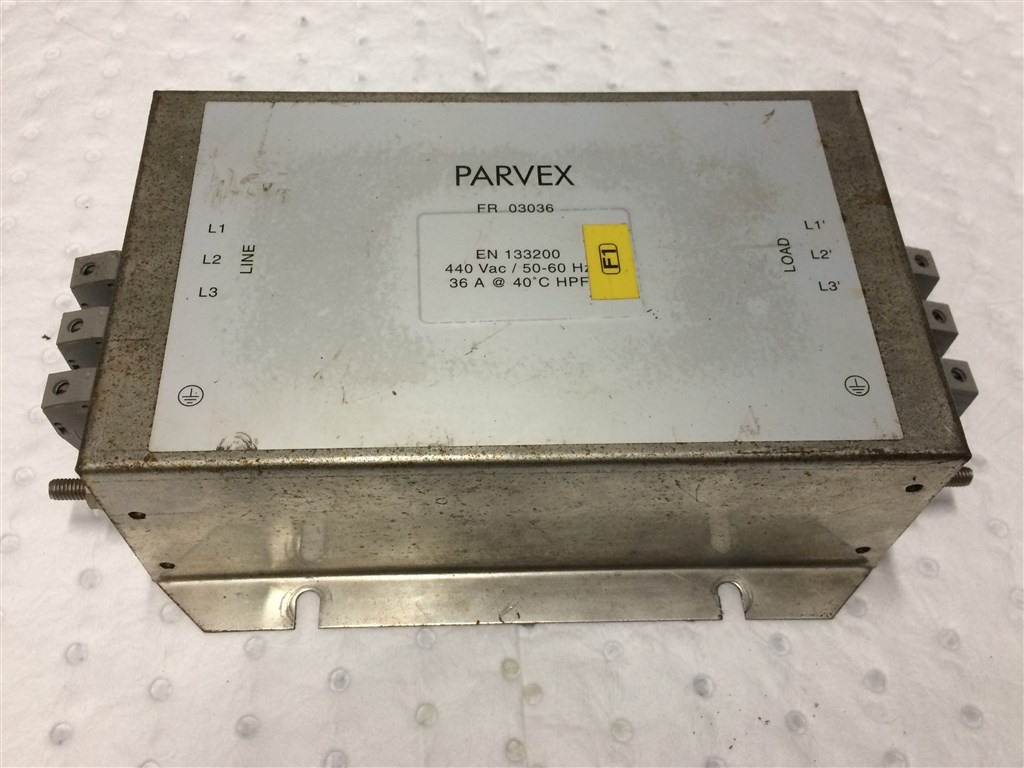 PARVEX
FR 03036
EN 133200
440 Vac / 50-60 Hz
36 A @ 40°C HPF
F1
L1
L2
L3
LINE
L1'
L2'
L3'
LOAD